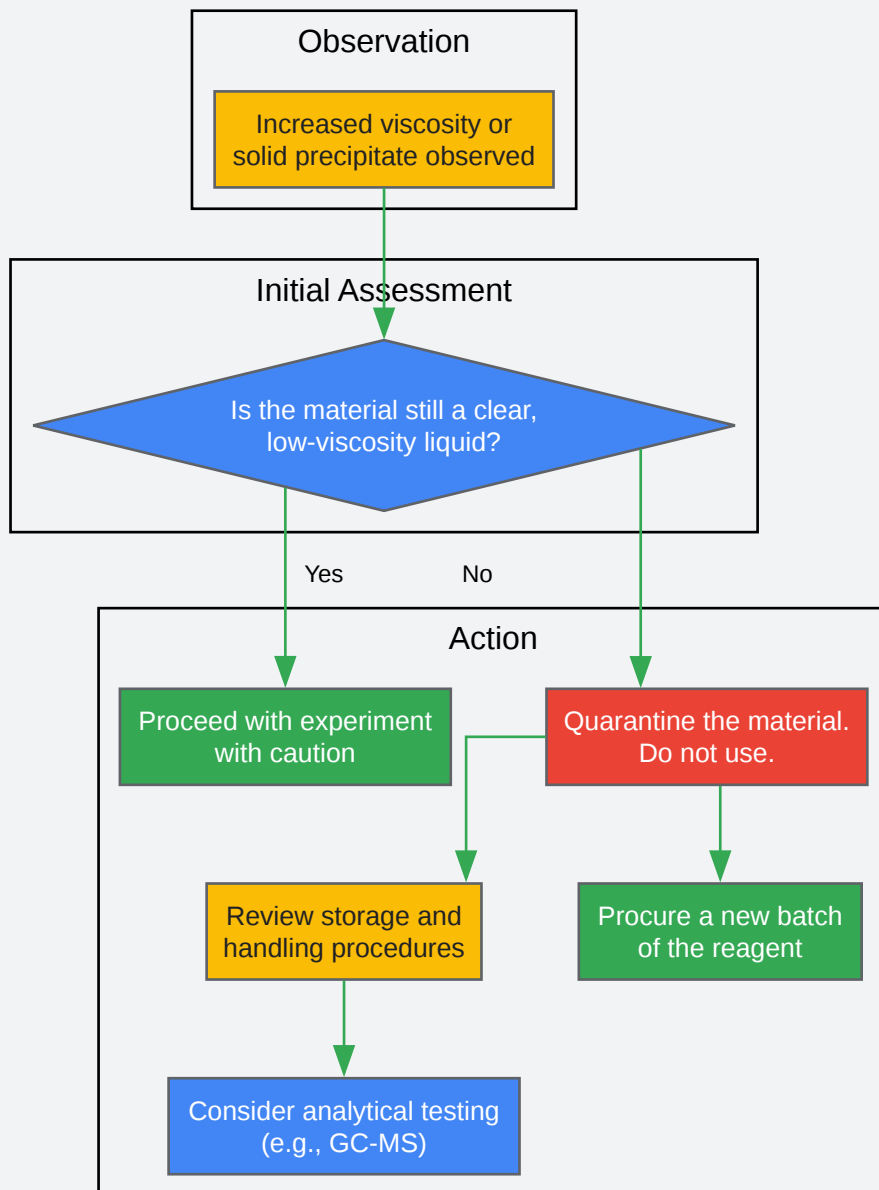 Observation
Increased viscosity or
solid precipitate observed
Initial Assessment
Is the material still a clear,
low-viscosity liquid?
Yes
No
Action
Proceed with experiment
with caution
Quarantine the material.
Do not use.
Review storage and
handling procedures
Procure a new batch
of the reagent
Consider analytical testing
(e.g., GC-MS)